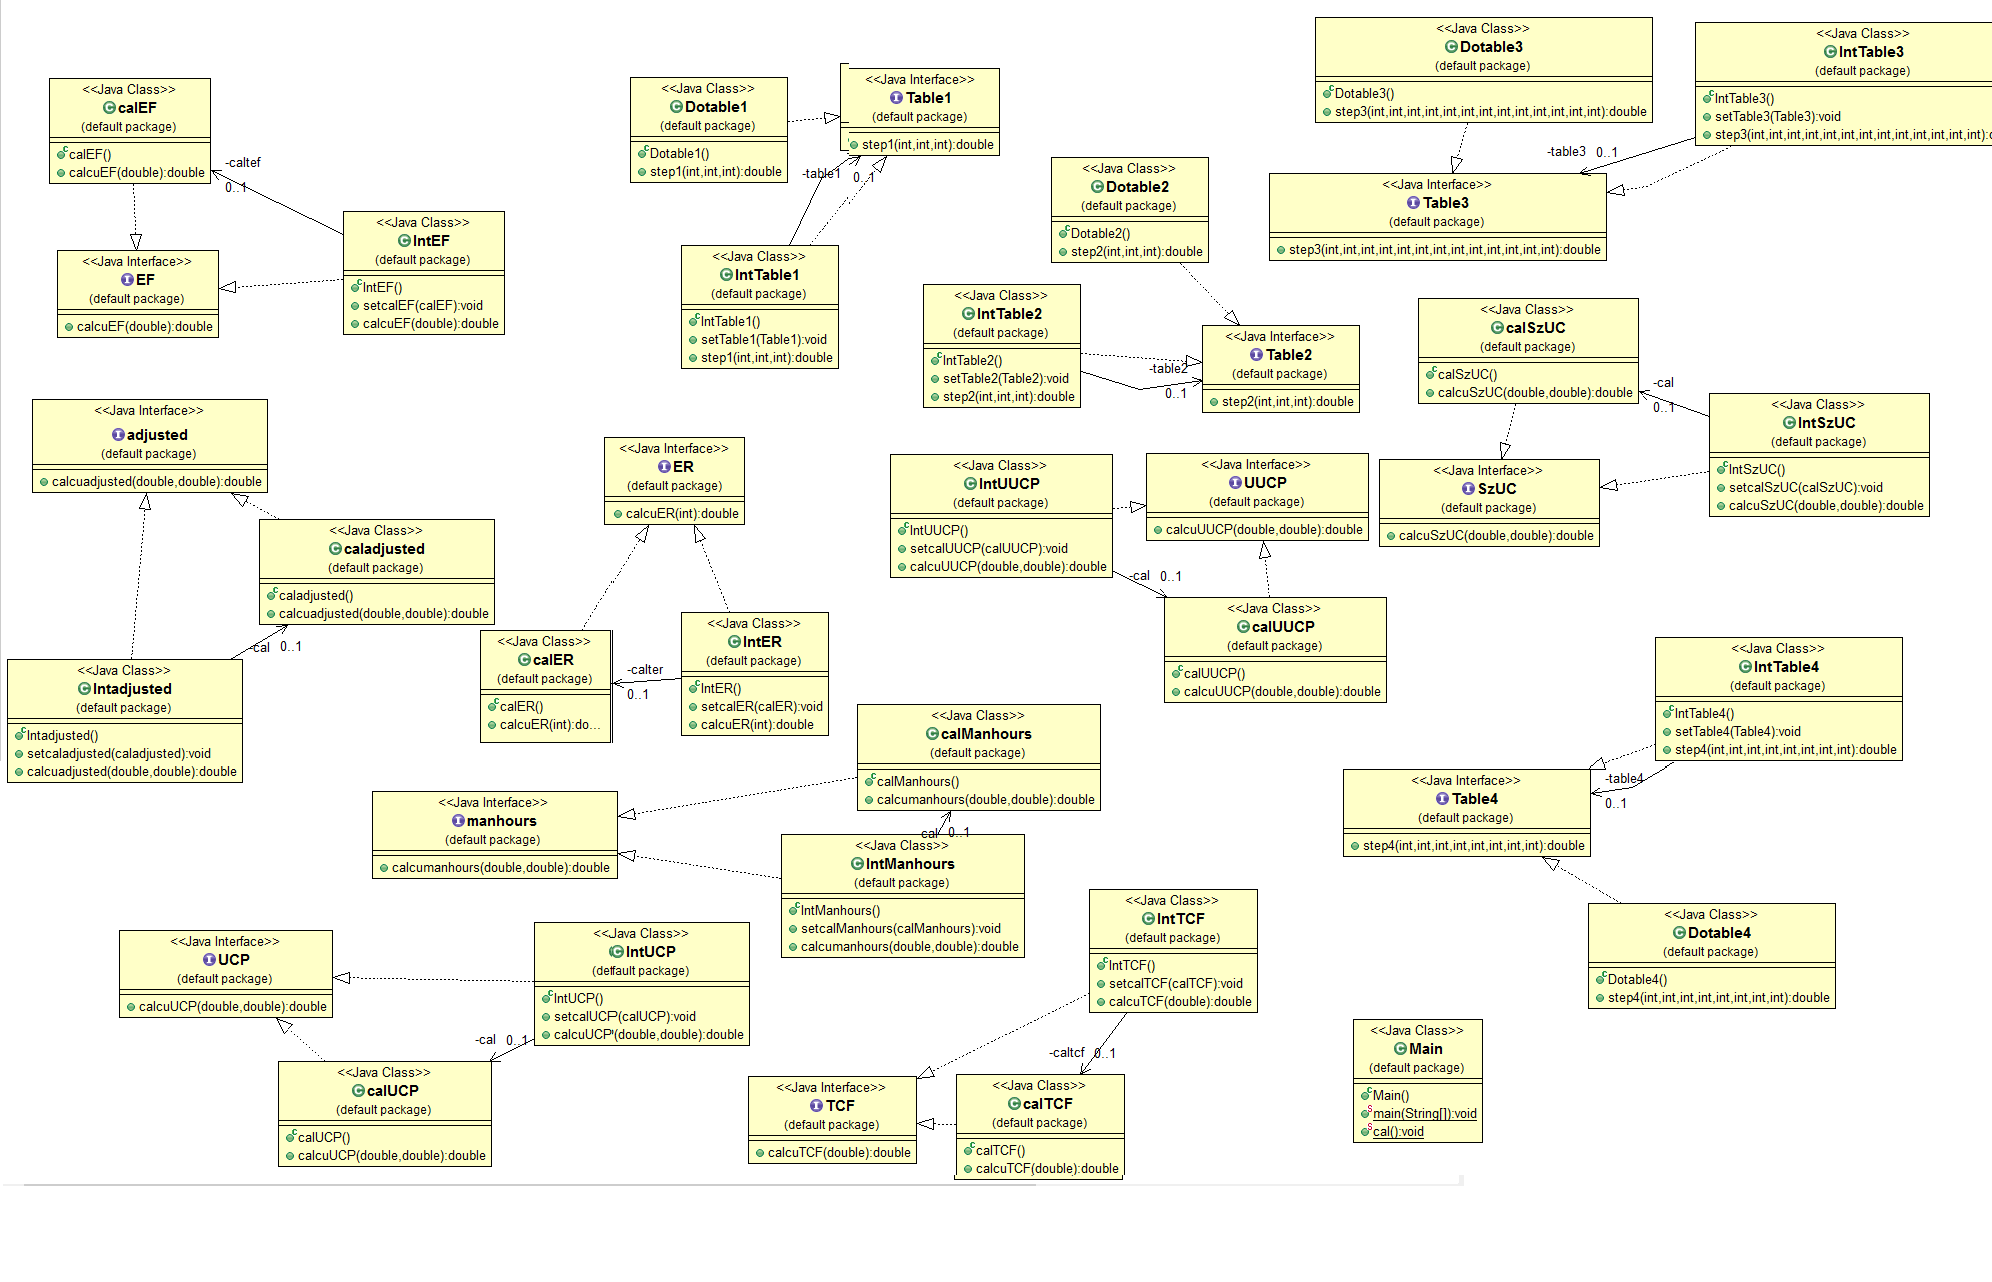 <<Java Class>>
calEF
(default package)
calEF()
calcuEF(double):double
-caltef
0..1
<<Java Class>>
IntEF
(default package)
IntEF()
setcalEF(calEF):void
calcuEF(double):double
<<Java Interface>>
EF
(default package)
calcuEF(double):double
<<Java Class>>
Dotable1
(default package)
Dotable1()
step1(int,int,int):double
<<Java Interface>>
Table1
(default package)
step1(int,int,int):double
-table1
0..1
<<Java Class>>
IntTable1
(default package)
IntTable1()
setTable1(Table1):void
step1(int,int,int):double
<<Java Class>>
Dotable2
(default package)
Dotable2()
step2(int,int,int):double
<<Java Class>>
IntTable2
(default package)
IntTable2()
setTable2(Table2):void
step2(int,int,int):double
-table2
0..1
<<Java Interface>>
Table2
(default package)
step2(int,int,int):double
<<Java Class>>
Dotable3
(default package)
Dotable3()
step3(int,int,int,int,int,int,int,int,int,int,int,int,int):double
<<Java Class>>
IntTable3
(default package)
IntTable3()
setTable3(Table3):void
step3(int,int,int,int,int,int,int,int,int,int,int,int,int):
-table3
0..1
<<Java Interface>>
Table3
(default package)
step3(int,int,int,int,int,int,int,int,int,int,int,int,int):double
<<Java Class>>
calSzUC
(default package)
calSzUC()
calcuSzUC(double,double):double
-cal
0..1
<<Java Class>>
IntSzUC
(default package)
IntSzUC()
setcalSzUC(calSzUC):void
calcuSzUC(double,double):double
<<Java Interface>>
SzUC
(default package)
calcuSzUC(double,double):double
<<Java Interface>>
adjusted
(default package)
calcuadjusted(double,double):double
<<Java Class>>
caladjusted
(default package)
caladjusted()
calcuadjusted(double,double):double
-cal
0..1
<<Java Class>>
Intadjusted
(default package)
Intadjusted()
setcaladjusted(caladjusted):void
calcuadjusted(double,double):double
<<Java Interface>>
ER
(default package)
calcuER(int):double
<<Java Class>>
calER
(default package)
calER()
calcuER(int):do...
-calter
0..1
<<Java Class>>
IntER
(default package)
IntER()
setcalER(calER):void
calcuER(int):double
<<Java Class>>
IntUUCP
(default package)
IntUUCP()
setcalUUCP(calUUCP):void
calcuUUCP(double,double):double
<<Java Interface>>
UUCP
(default package)
calcuUUCP(double,double):double
-cal
0..1
<<Java Class>>
calUUCP
(default package)
calUUCP()
calcuUUCP(double,double):double
<<Java Class>>
IntTable4
(default package)
IntTable4()
setTable4(Table4):void
step4(int,int,int,int,int,int,int,int):double
-table4
0..1
<<Java Interface>>
Table4
(default package)
step4(int,int,int,int,int,int,int,int):double
<<Java Class>>
Dotable4
(default package)
Dotable4()
step4(int,int,int,int,int,int,int,int):double
<<Java Class>>
calManhours
(default package)
calManhours()
calcumanhours(double,double):double
<<Java Interface>>
manhours
(default package)
calcumanhours(double,double):double
cal
0..1
<<Java Class>>
IntManhours
(default package)
IntManhours()
setcalManhours(calManhours):void
calcumanhours(double,double):double
<<Java Interface>>
UCP
(default package)
calcuUCP(double,double):double
<<Java Class>>
IntUCP
(default package)
IntUCP()
setcalUCP(calUCP):void
calcuUCP(double,double):double
-cal
0..1
<<Java Class>>
calUCP
(default package)
calUCP()
calcuUCP(double,double):double
<<Java Class>>
IntTCF
(default package)
IntTCF()
setcalTCF(calTCF):void
calcuTCF(double):double
-caltcf
0..1
<<Java Interface>>
TCF
(default package)
calcuTCF(double):double
<<Java Class>>
calTCF
(default package)
calTCF()
calcuTCF(double):double
<<Java Class>>
Main
(default package)
Main()
main(String[]):void
cal():void